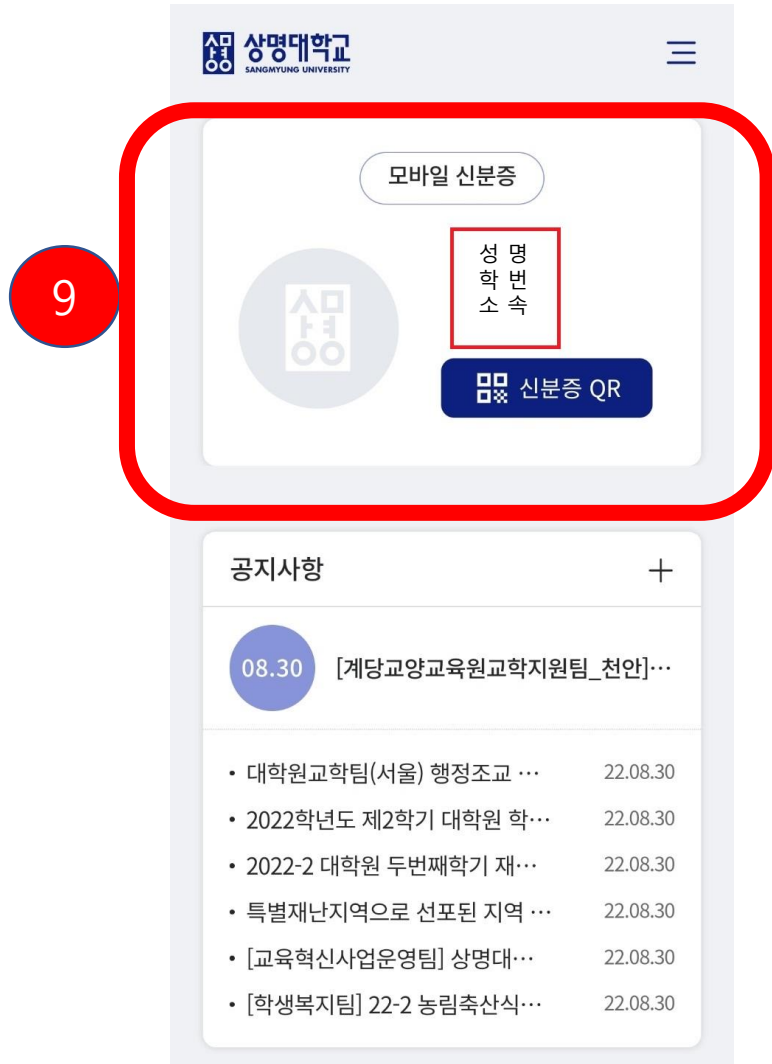 상명대학교
SANGMYUNG UNIVERSITY
모바일 신분증
9
성 명
학 번
소 속
신분증 QR
공지사항
08.30 [계당교양교육원교학지원팀_천안]…
• 대학원교학팀(서울) 행정조교 … 22.08.30
• 2022학년도 제2학기 대학원 학… 22.08.30
• 2022-2 대학원 두번째학기 재… 22.08.30
• 특별재난지역으로 선포된 지역 … 22.08.30
• [교육혁신사업운영팀] 상명대… 22.08.30
• [학생복지팀] 22-2 농림축산식… 22.08.30